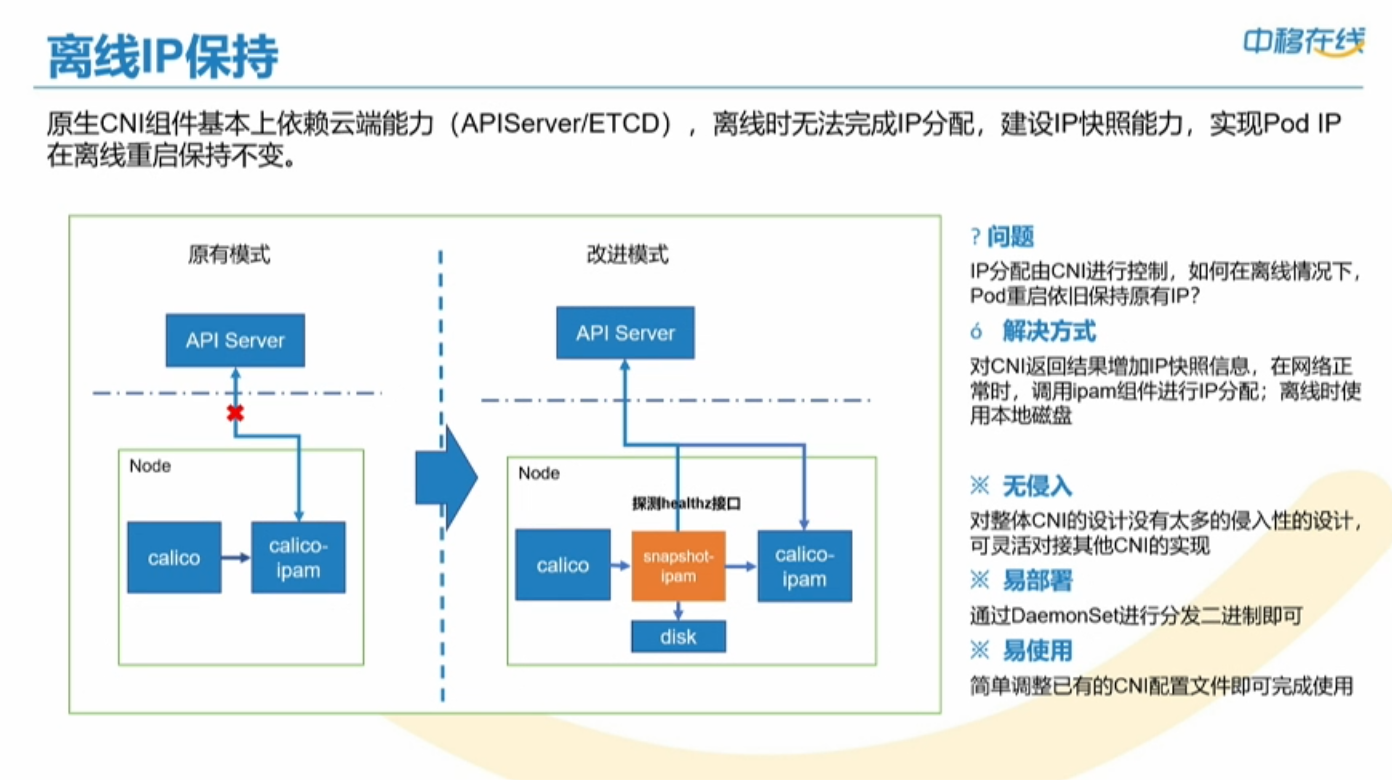 离线IP保持
中移在线
原生CNI组件基本上依赖云端能力（APIServer/ETCD），离线时无法完成IP分配，建设IP快照能力，实现Pod IP
在离线重启保持不变。
原有模式
API Server
Node
calico
calico-
ipam
改进模式
API Server
Node
探测healthz接口
calico
snapshot-
ipam
calico-
ipam
disk
? 问题
IP分配由CNI进行控制，如何在离线情况下，
Pod重启依旧保持原有IP？
ó 解决方式
对CNI返回结果增加IP快照信息，在网络正
常时，调用ipam组件进行IP分配；离线时使
用本地磁盘
※ 无侵入
对整体CNI的设计没有太多的侵入性的设计，
可灵活对接其他CNI的实现
※ 易部署
通过DaemonSet进行分发二进制即可
※ 易使用
简单调整已有的CNI配置文件即可完成使用